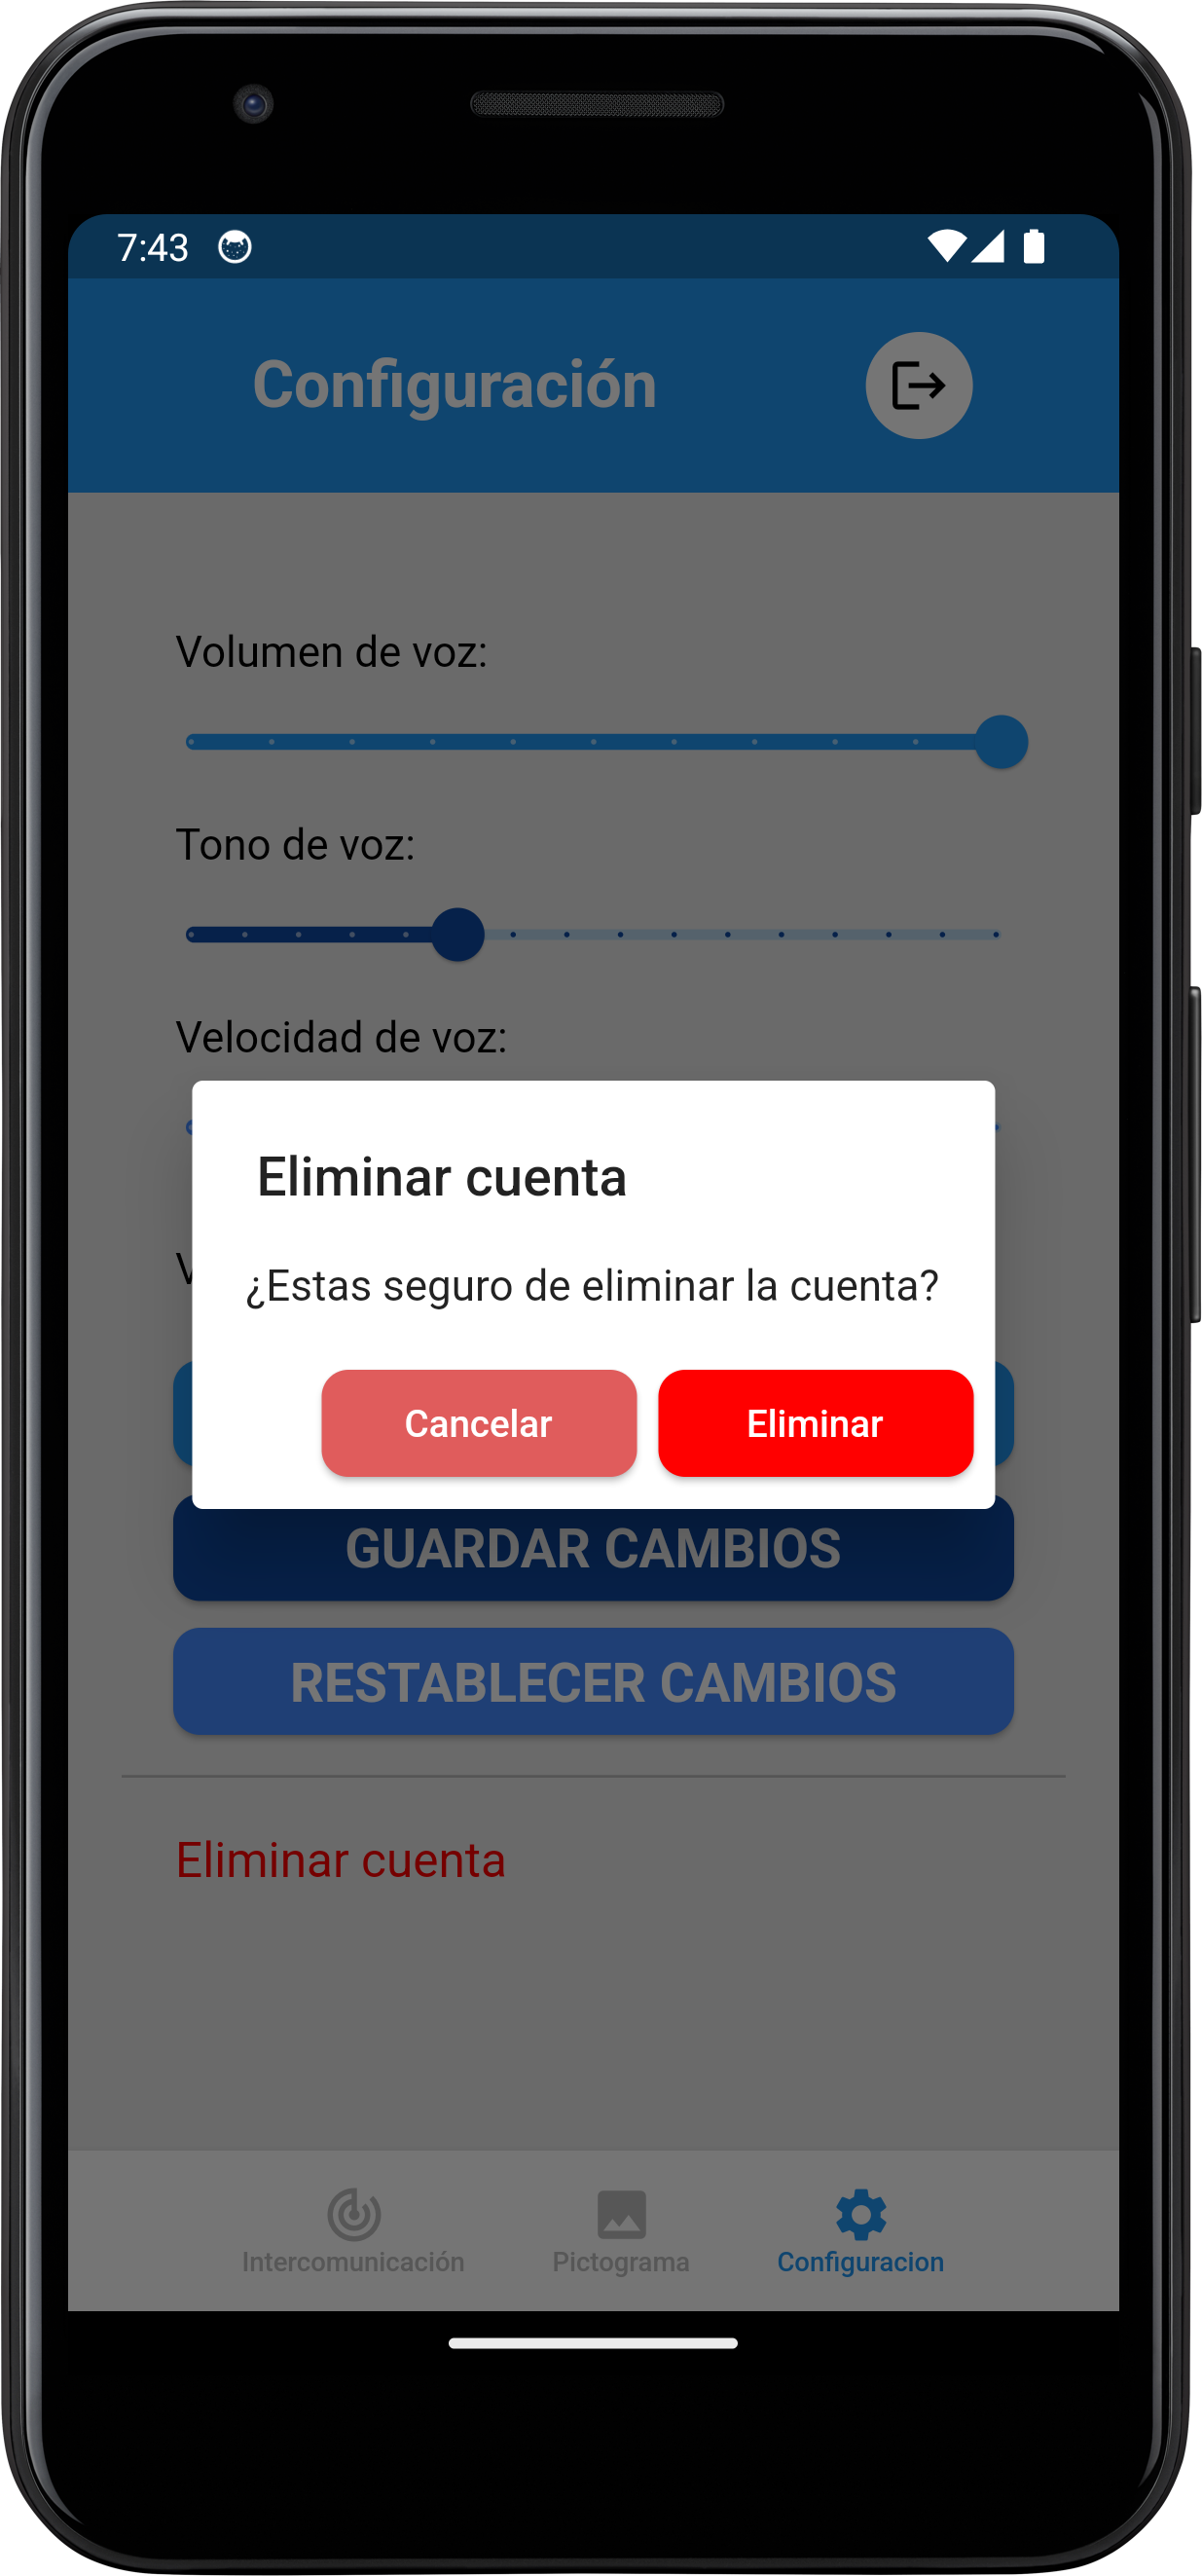 7:43
Configuración
Volumen de voz:
Tono de voz:
Velocidad de voz:
Eliminar cuenta
¿Estas seguro de eliminar la cuenta?
Cancelar
Eliminar
GUARDAR CAMBIOS
RESTABLECER CAMBIOS
Eliminar cuenta
Intercomunicación
Pictograma
Configuracion